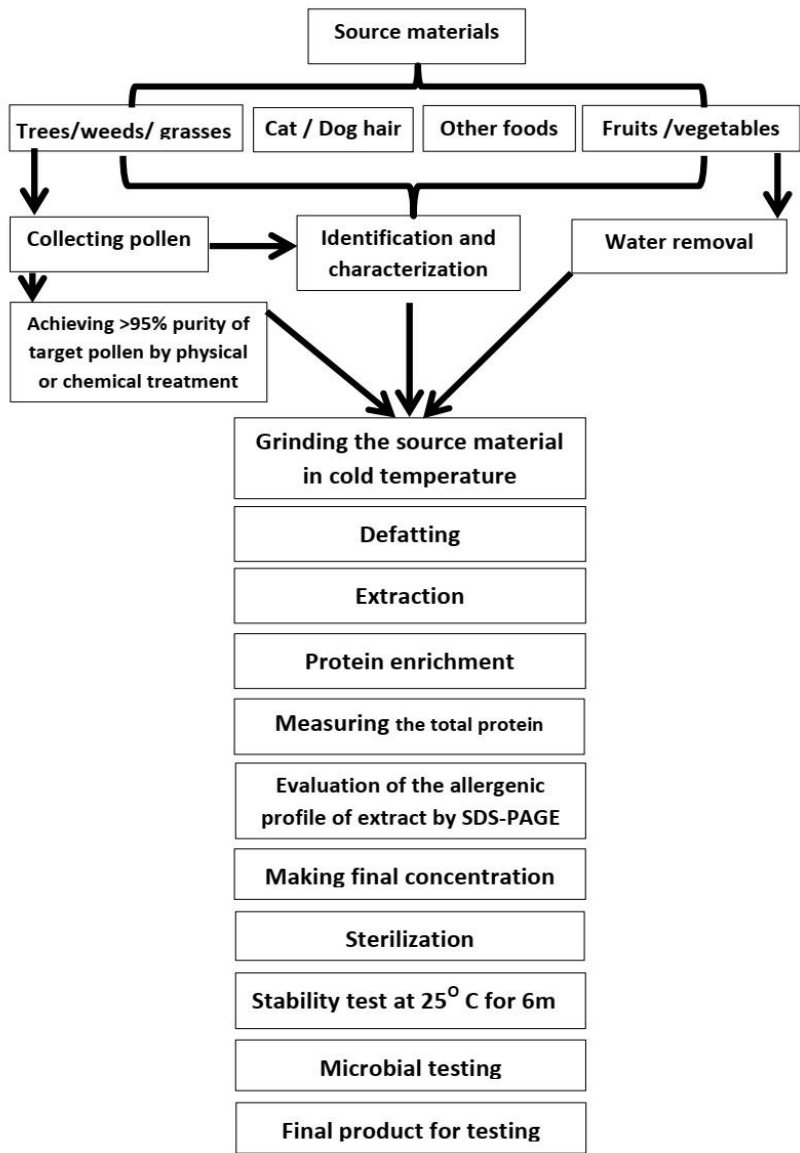 Source materials
Trees/weeds/ grasses
Cat / Dog hair
Other foods
Fruits /vegetables
Collecting pollen
Identification and
characterization
Water removal
Achieving >95% purity of
target pollen by physical
or chemical treatment
Grinding the source material
in cold temperature
Defatting
Extraction
Protein enrichment
Measuring the total protein
Evaluation of the allergenic
profile of extract by SDS-PAGE
Making final concentration
Sterilization
Stability test at 25⁰ C for 6m
Microbial testing
Final product for testing